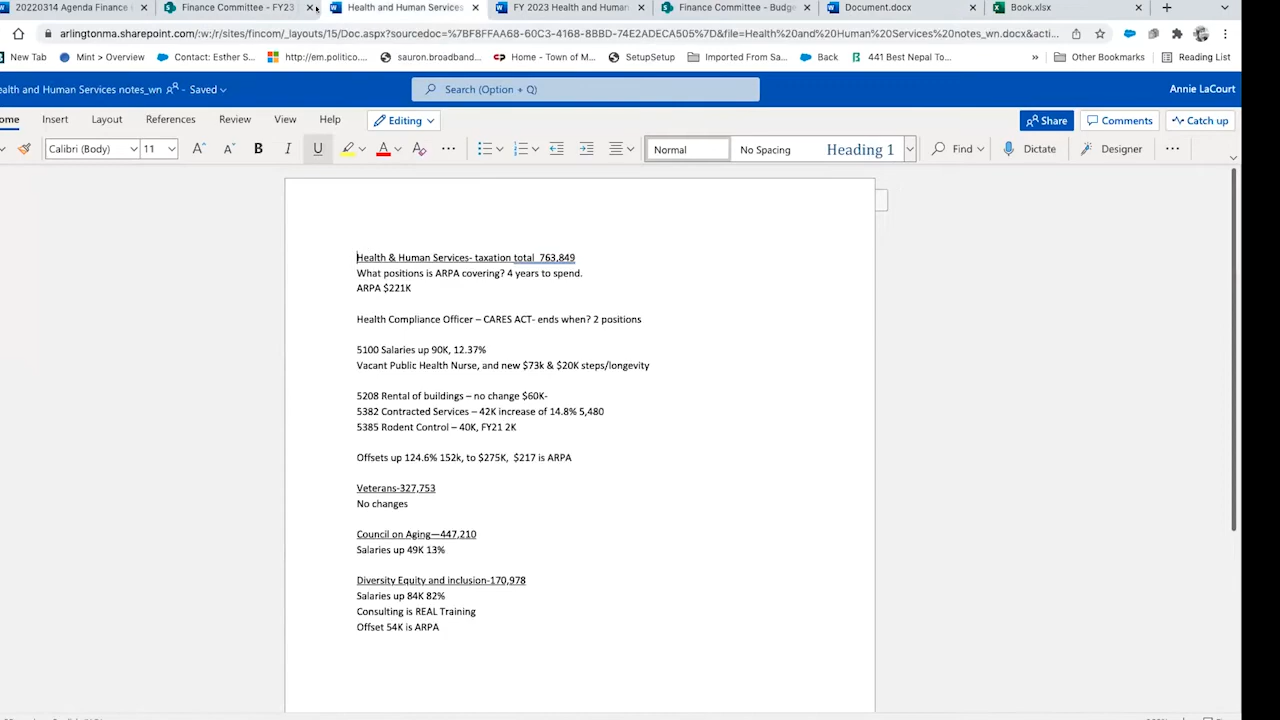 20220314 Agenda Finance
Finance Committee - FY23
Health and Human Services
FY 2023 Health and Human
Finance Committee - Budge
Document.docx
Book.xlsx
arlingtonma.sharepoint.com/:w:/r/sites/fincom/_layouts/15/Doc.aspx?sourcedoc=%7BF8FFAA68-60C3-4168-8BBD-74E2ADECA505%7D&file=Health%20and%20Human%20Services%20notes_wn.docx&acti...
New Tab
Mint > Overview
Contact: Esther S...
http://em.politico....
sauron.broadband...
Home - Town of M...
SetupSetup
Imported From Sa...
Back
441 Best Nepal To...
»
Other Bookmarks
Reading List
ealth and Human Services notes_wn - Saved
Search (Option + Q)
Annie LaCourt
ome Insert Layout References Review View Help Editing Share Comments Catch up
Calibri (Body) 11 A A B I U A A ... Normal No Spacing Heading 1 Find Dictate Designer ...
Health & Human Services- taxation total 763,849
What positions is ARPA covering? 4 years to spend.
ARPA $221K
Health Compliance Officer – CARES ACT- ends when? 2 positions
5100 Salaries up 90K, 12.37%
Vacant Public Health Nurse, and new $73k & $20K steps/longevity
5208 Rental of buildings – no change $60K-
5382 Contracted Services – 42K increase of 14.8% 5,480
5385 Rodent Control – 40K, FY21 2K
Offsets up 124.6% 152k, to $275K, $217 is ARPA
Veterans-327,753
No changes
Council on Aging—447,210
Salaries up 49K 13%
Diversity Equity and inclusion-170,978
Salaries up 84K 82%
Consulting is REAL Training
Offset 54K is ARPA